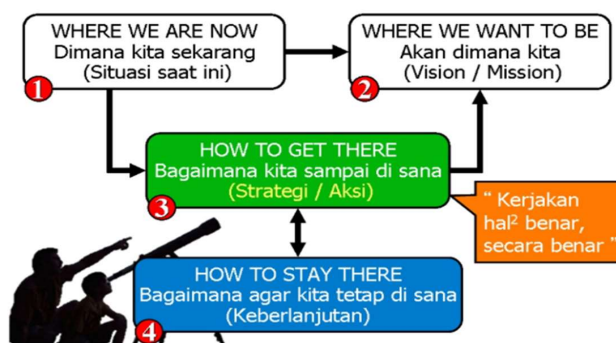 WHERE WE ARE NOW
Dimana kita sekarang
(Situasi saat ini)
1
WHERE WE WANT TO BE
Akan dimana kita
(Vision / Mission)
2
HOW TO GET THERE
Bagaimana kita sampai di sana
(Strategi / Aksi)
3
“ Kerjakan
hal² benar,
secara benar ”
HOW TO STAY THERE
Bagaimana agar kita tetap di sana
(Keberlanjutan)
4